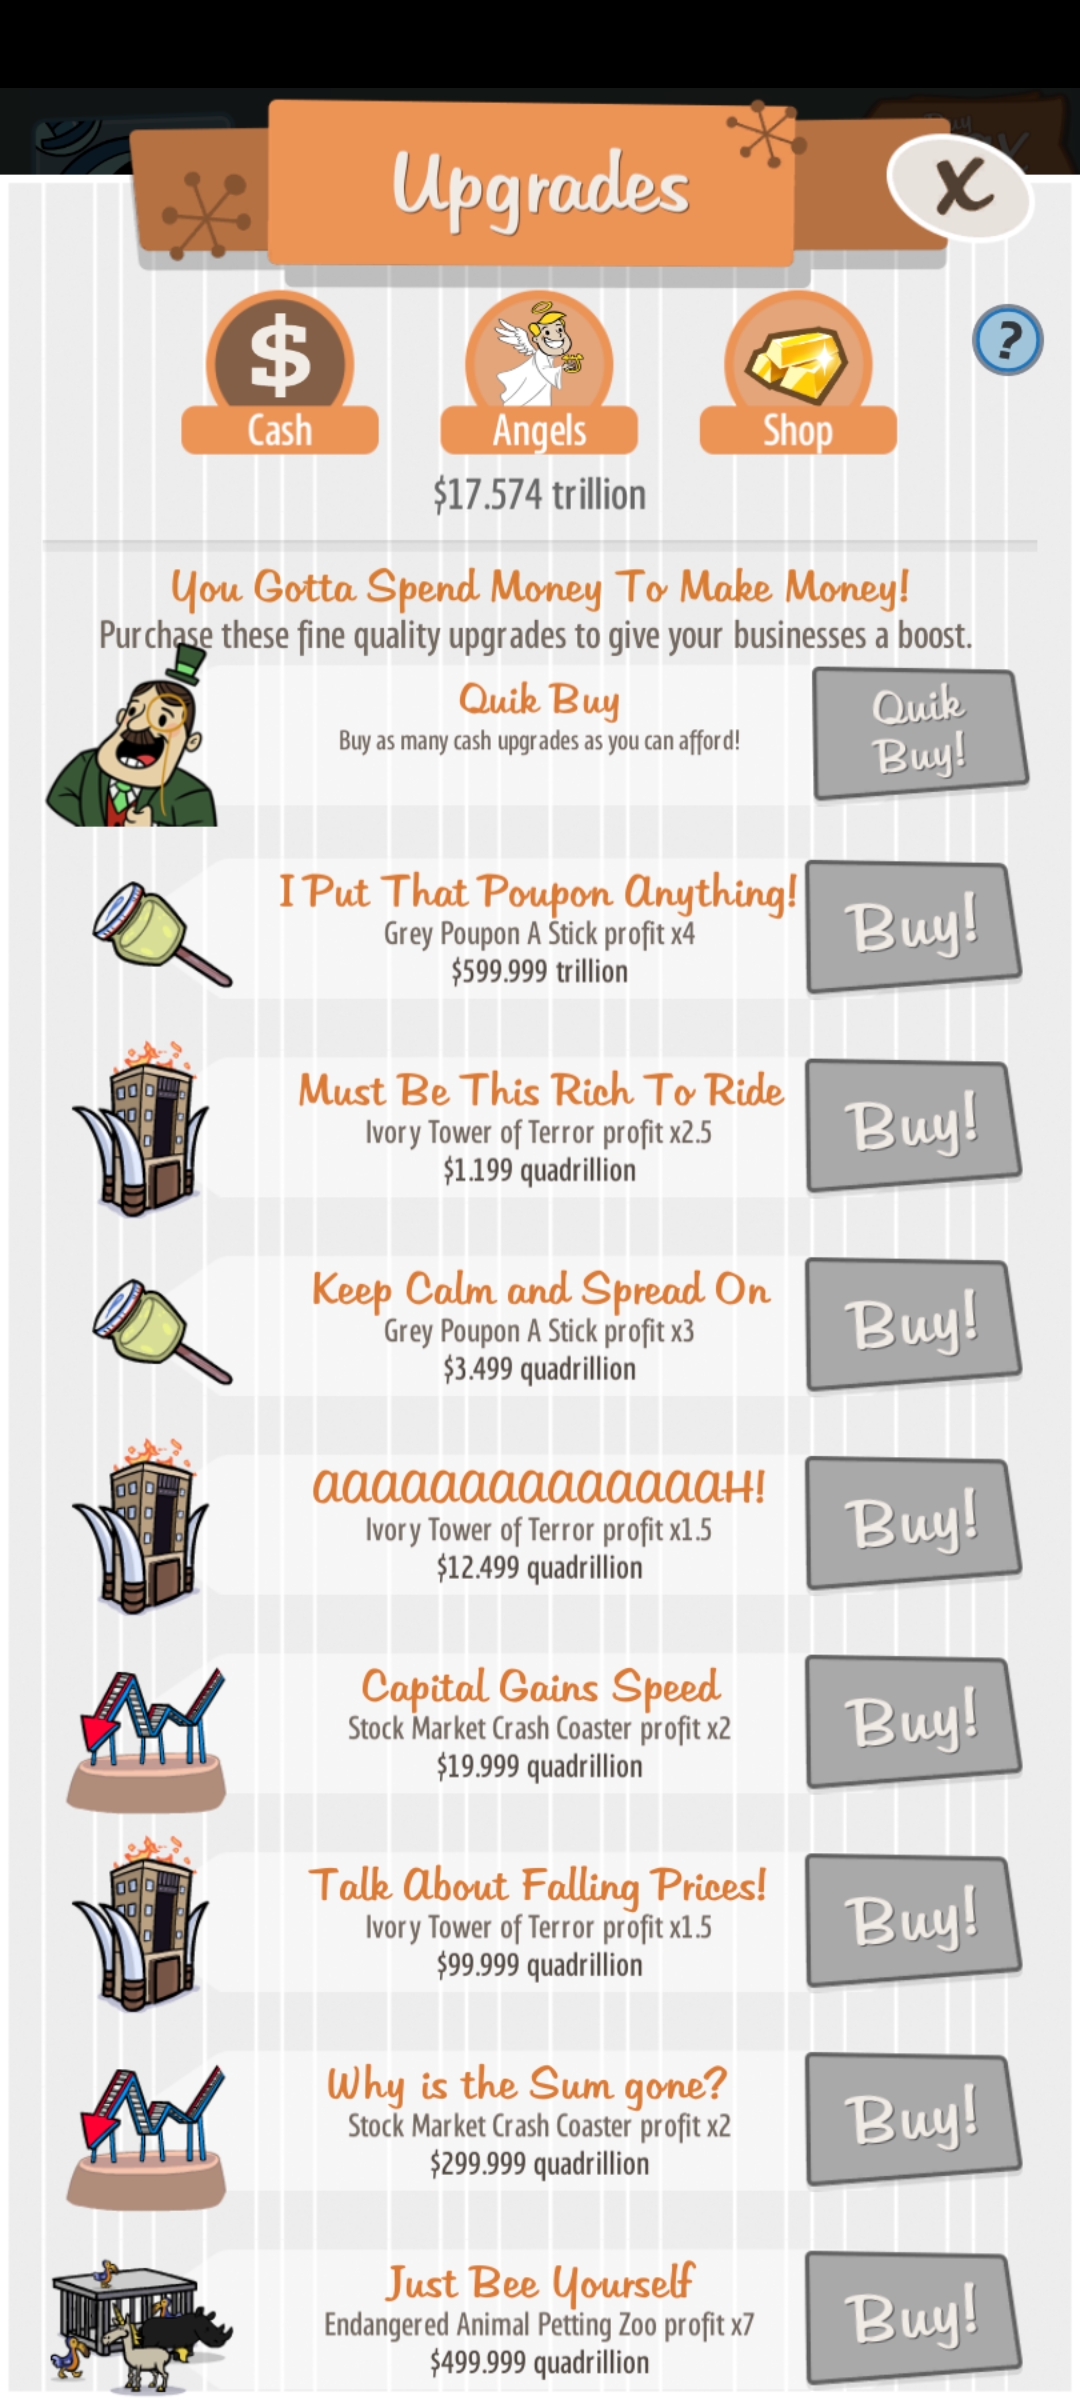 Upgrades
X
$
?
Cash
Angels
Shop
$17.574 trillion
You Gotta Spend Money To Make Money!
Purchase these fine quality upgrades to give your businesses a boost.
Quik Buy
Buy as many cash upgrades as you can afford!
Quik
Buy!
I Put That Poupon Anything!
Grey Poupon A Stick profit x4
$599.999 trillion
Buy!
Must Be This Rich To Ride
Ivory Tower of Terror profit x2.5
$1.199 quadrillion
Buy!
Keep Calm and Spread On
Grey Poupon A Stick profit x3
$3.499 quadrillion
Buy!
AAAAAAAAAAAAAAH!
Ivory Tower of Terror profit x1.5
$12.499 quadrillion
Buy!
Capital Gains Speed
Stock Market Crash Coaster profit x2
$19.999 quadrillion
Buy!
Talk About Falling Prices!
Ivory Tower of Terror profit x1.5
$99.999 quadrillion
Buy!
Why is the Sum gone?
Stock Market Crash Coaster profit x2
$299.999 quadrillion
Buy!
Just Bee Yourself
Endangered Animal Petting Zoo profit x7
$499.999 quadrillion
Buy!